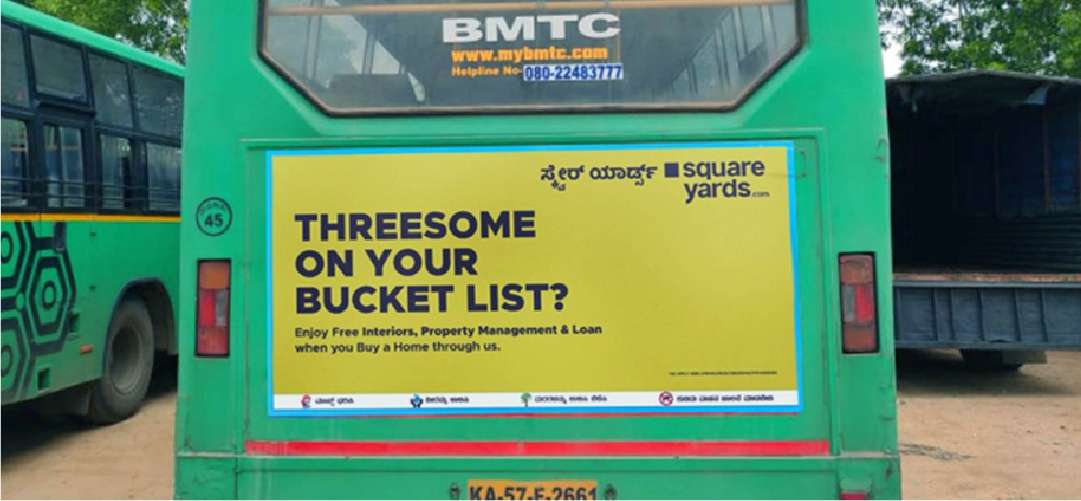 BMTC
www.mybmtc.com
Helpline No-080-22483777
ಸ್ಕ್ವೇರ್ ಯಾರ್ಡ್ಸ್ square
yards.com
THREESOME
ON YOUR
BUCKET LIST?
Enjoy Free Interiors, Property Management & Loan
when you Buy a Home through us.
45
KA-57-F-2661